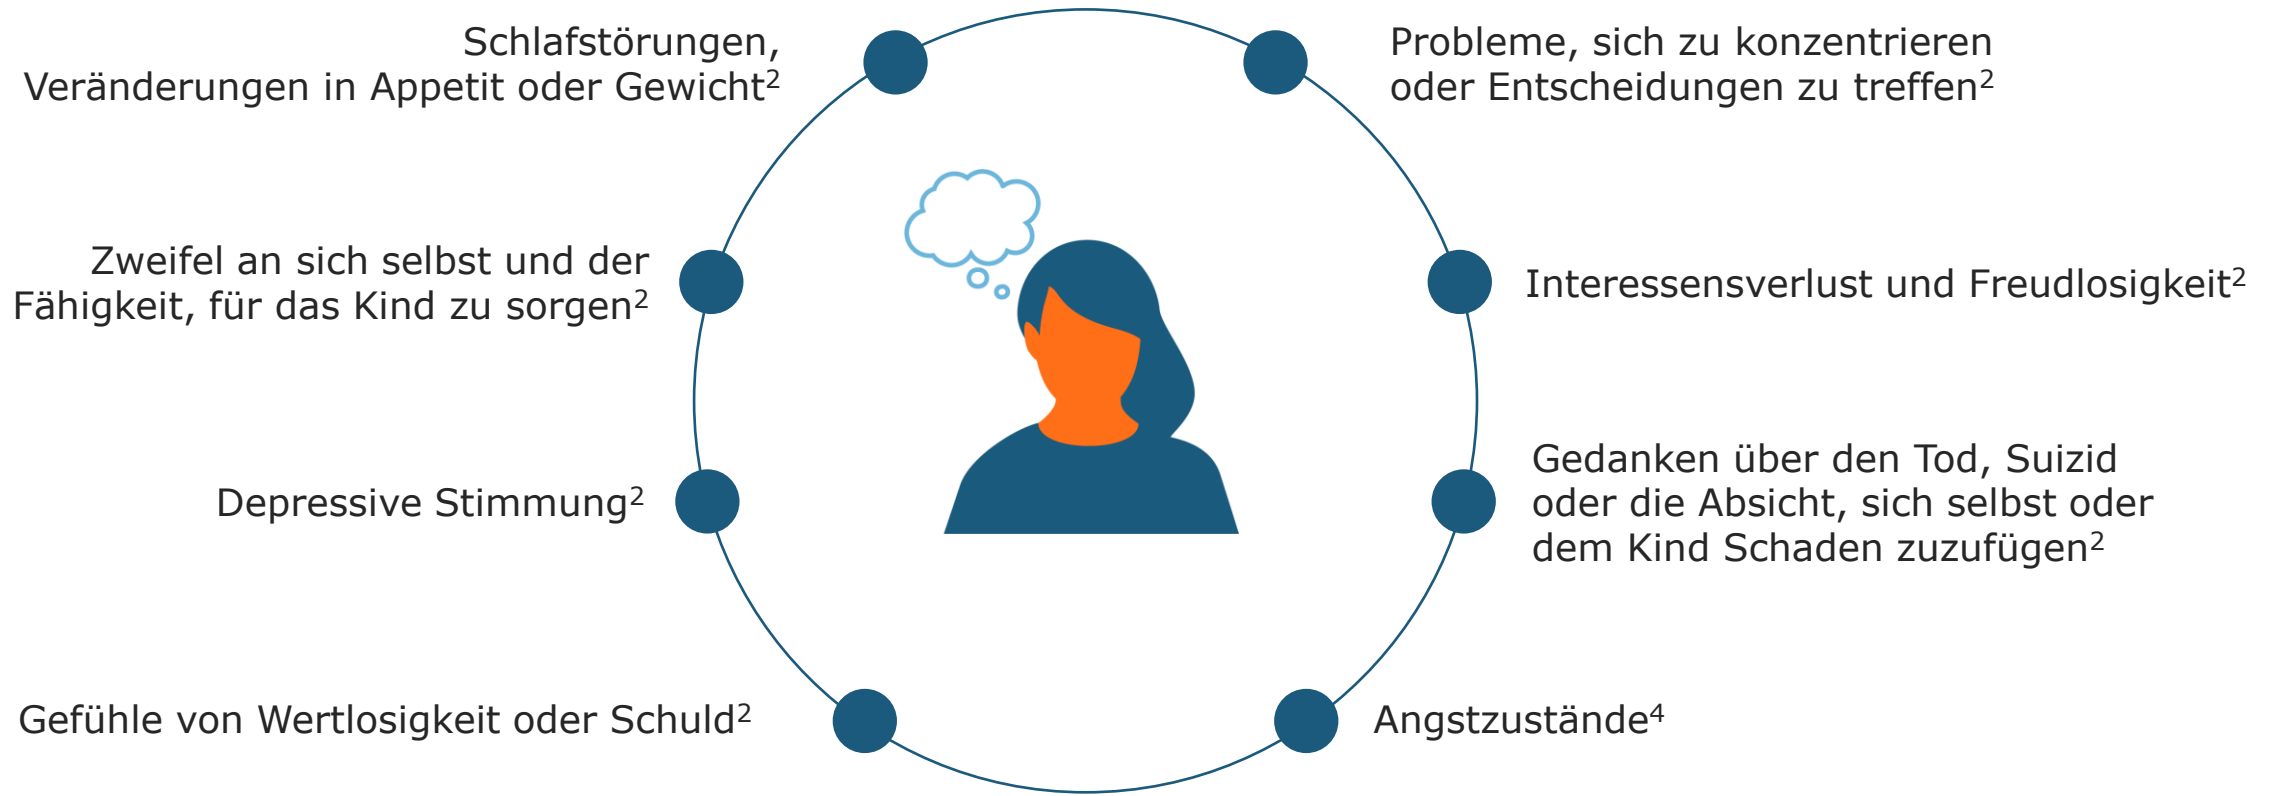 Schlafstörungen,
Veränderungen in Appetit oder Gewicht²
Zweifel an sich selbst und der
Fähigkeit, für das Kind zu sorgen²
Depressive Stimmung²
Gefühle von Wertlosigkeit oder Schuld²
Probleme, sich zu konzentrieren
oder Entscheidungen zu treffen²
Interessensverlust und Freudlosigkeit²
Gedanken über den Tod, Suizid
oder die Absicht, sich selbst oder
dem Kind Schaden zuzufügen²
Angstzustände⁴